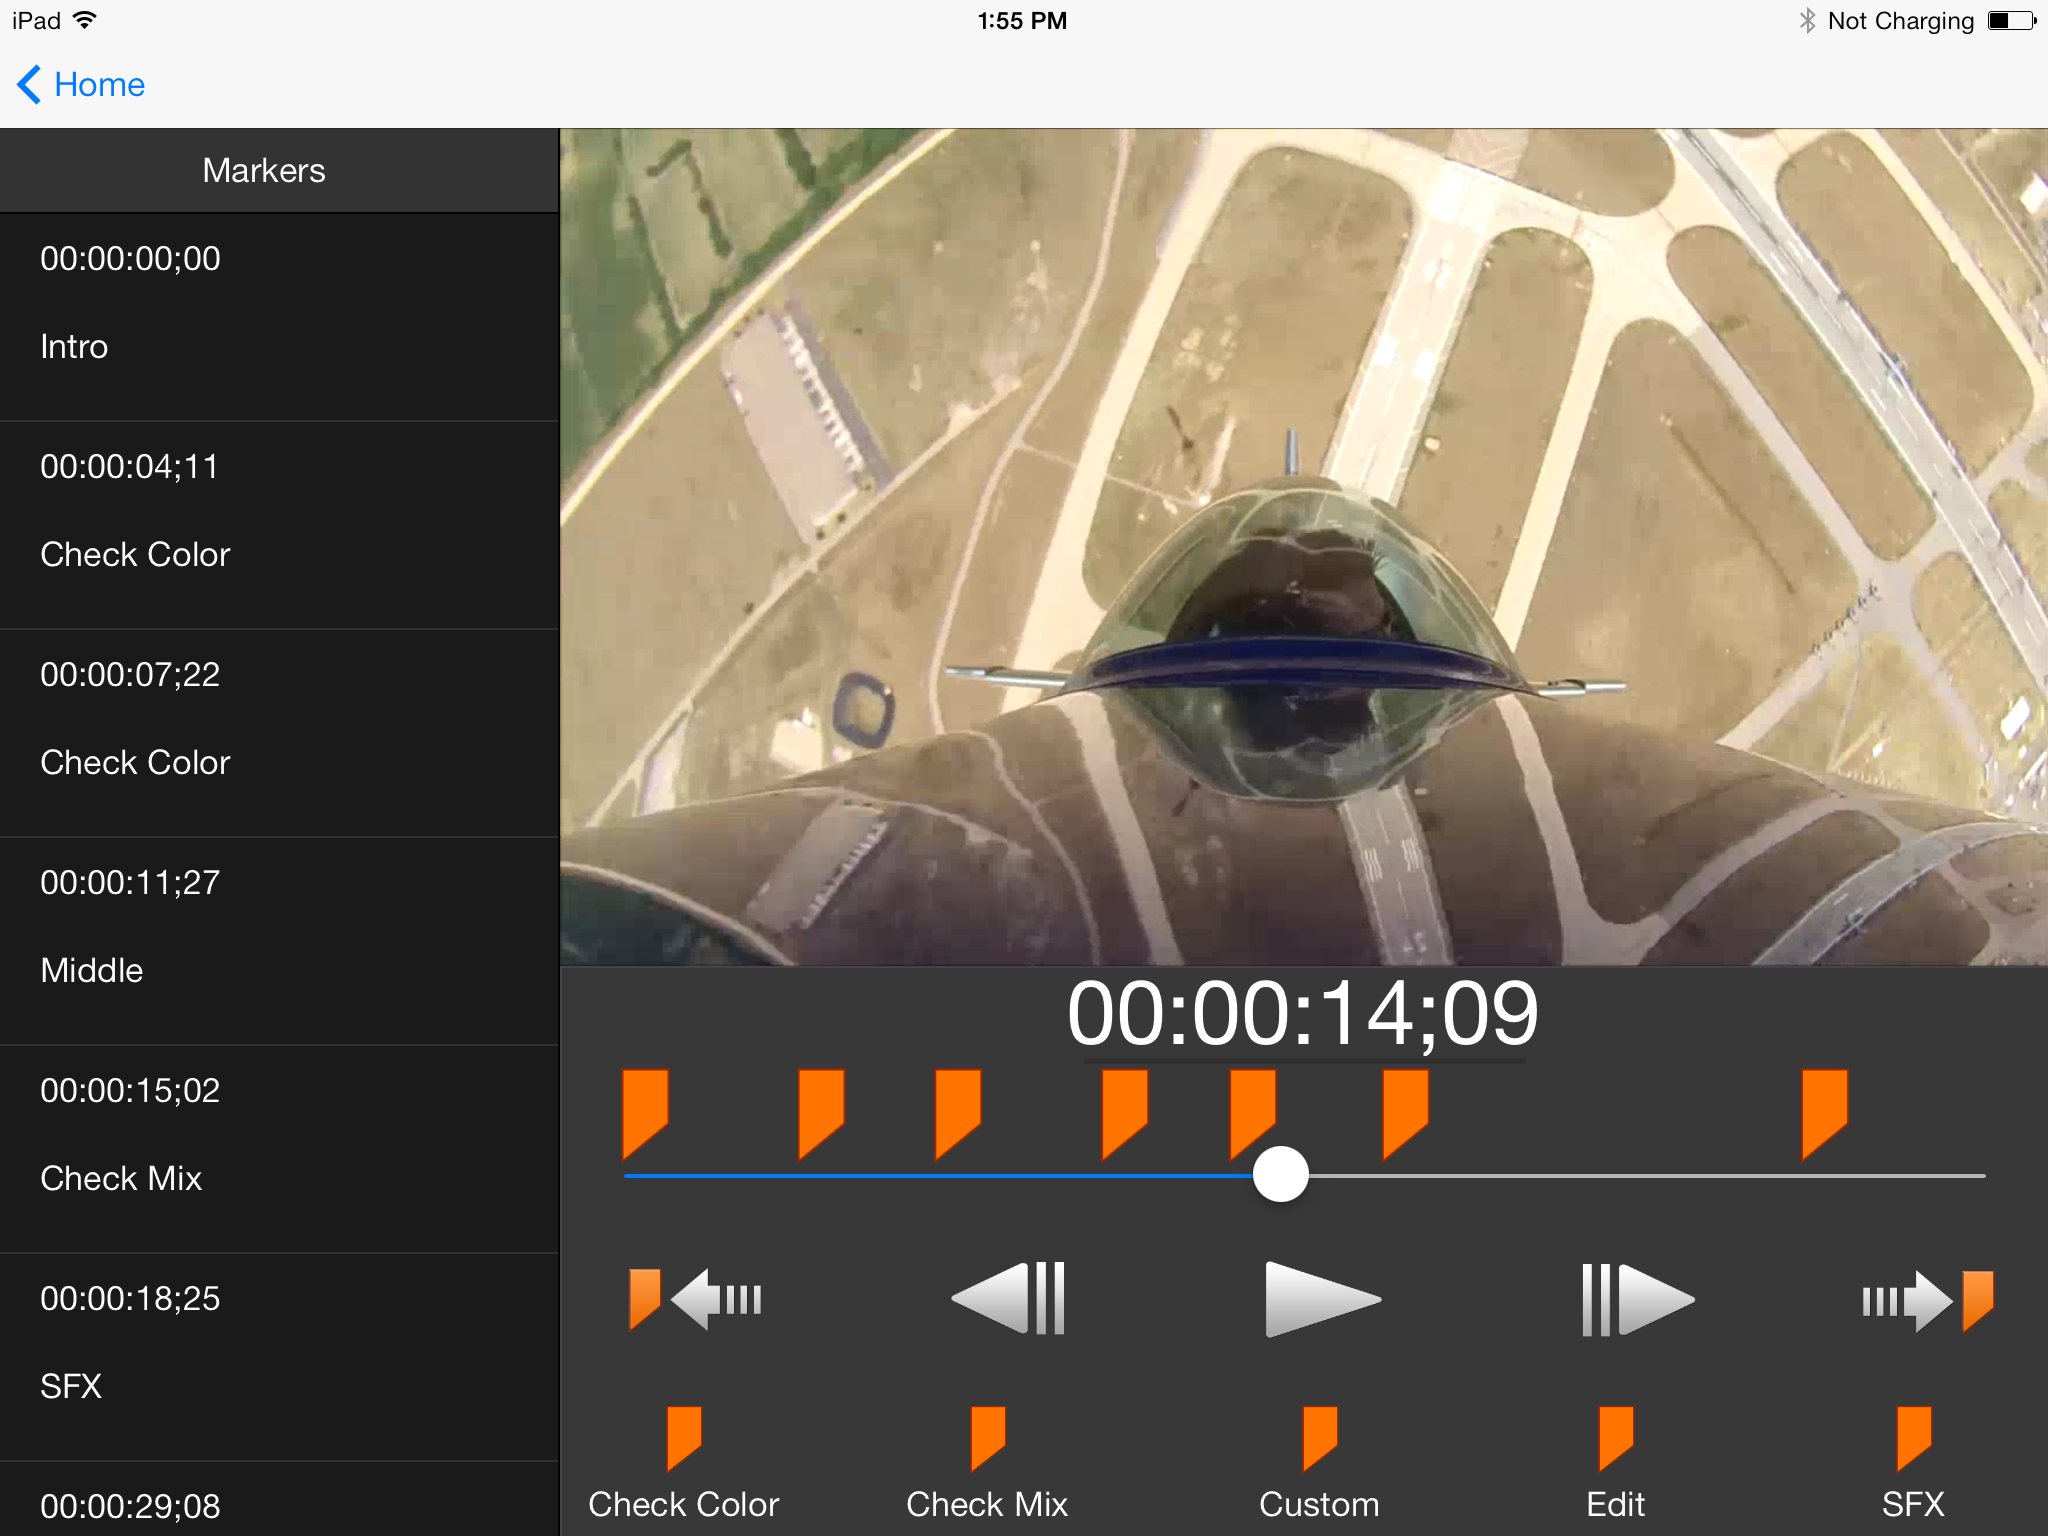 iPad
1:55 PM
Not Charging
Home
Markers
00:00:00;00
Intro
00:00:04;11
Check Color
00:00:07;22
Check Color
00:00:11;27
Middle
00:00:15;02
Check Mix
00:00:18;25
SFX
00:00:29;08
00:00:14;09
Check Color
Check Mix
Custom
Edit
SFX